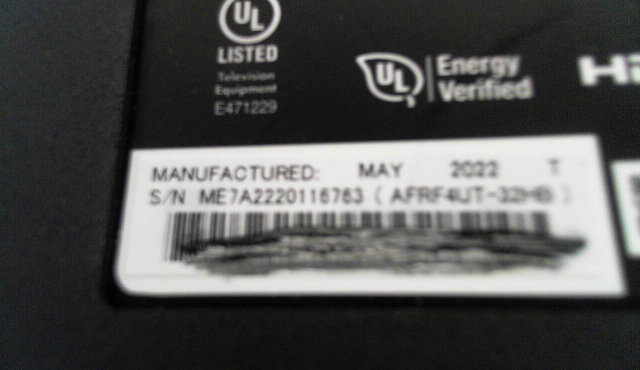 UL
LISTED
Television
Equipment
E471229
UL Energy
Verified
MANUFACTURED: MAY 2022 T
S/N ME7A2220116763 ( AFRF4UT-32HB )